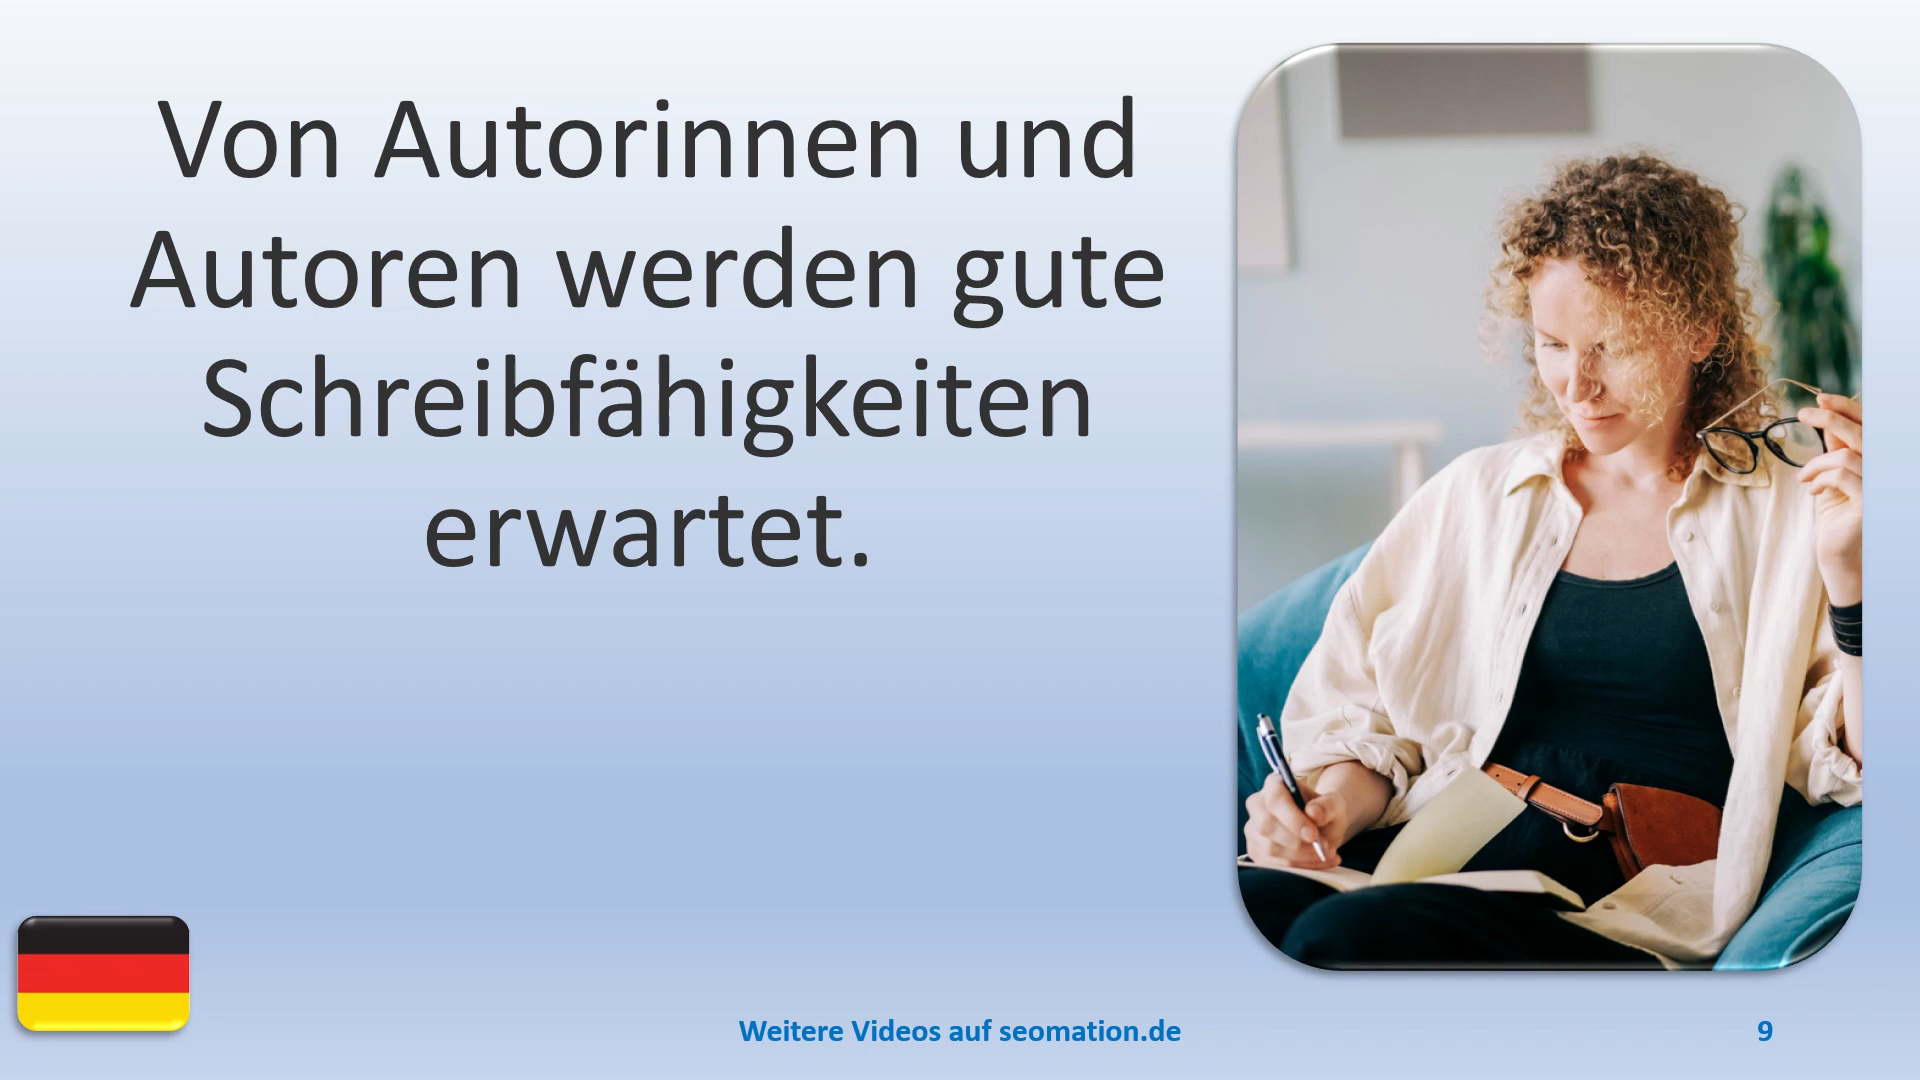 Von Autorinnen und
Autoren werden gute
Schreibfähigkeiten
erwartet.
Weitere Videos auf seomation.de
9